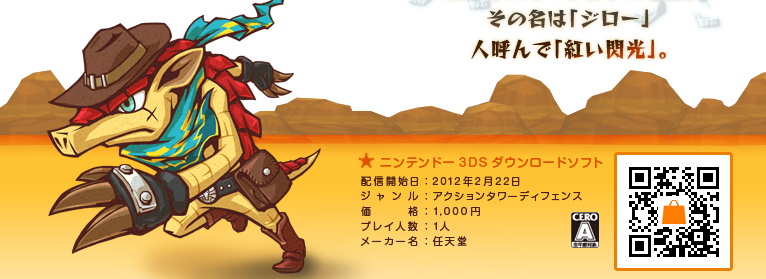 その名は「ジロー」
人呼んで「紅い閃光」。
★ニンテンドー3DSダウンロードソフト
配信開始日：2012年2月22日
ジャンル：アクションタワーディフェンス
価格：1,000円
プレイ人数：1人
メーカー名：任天堂
CERO
A